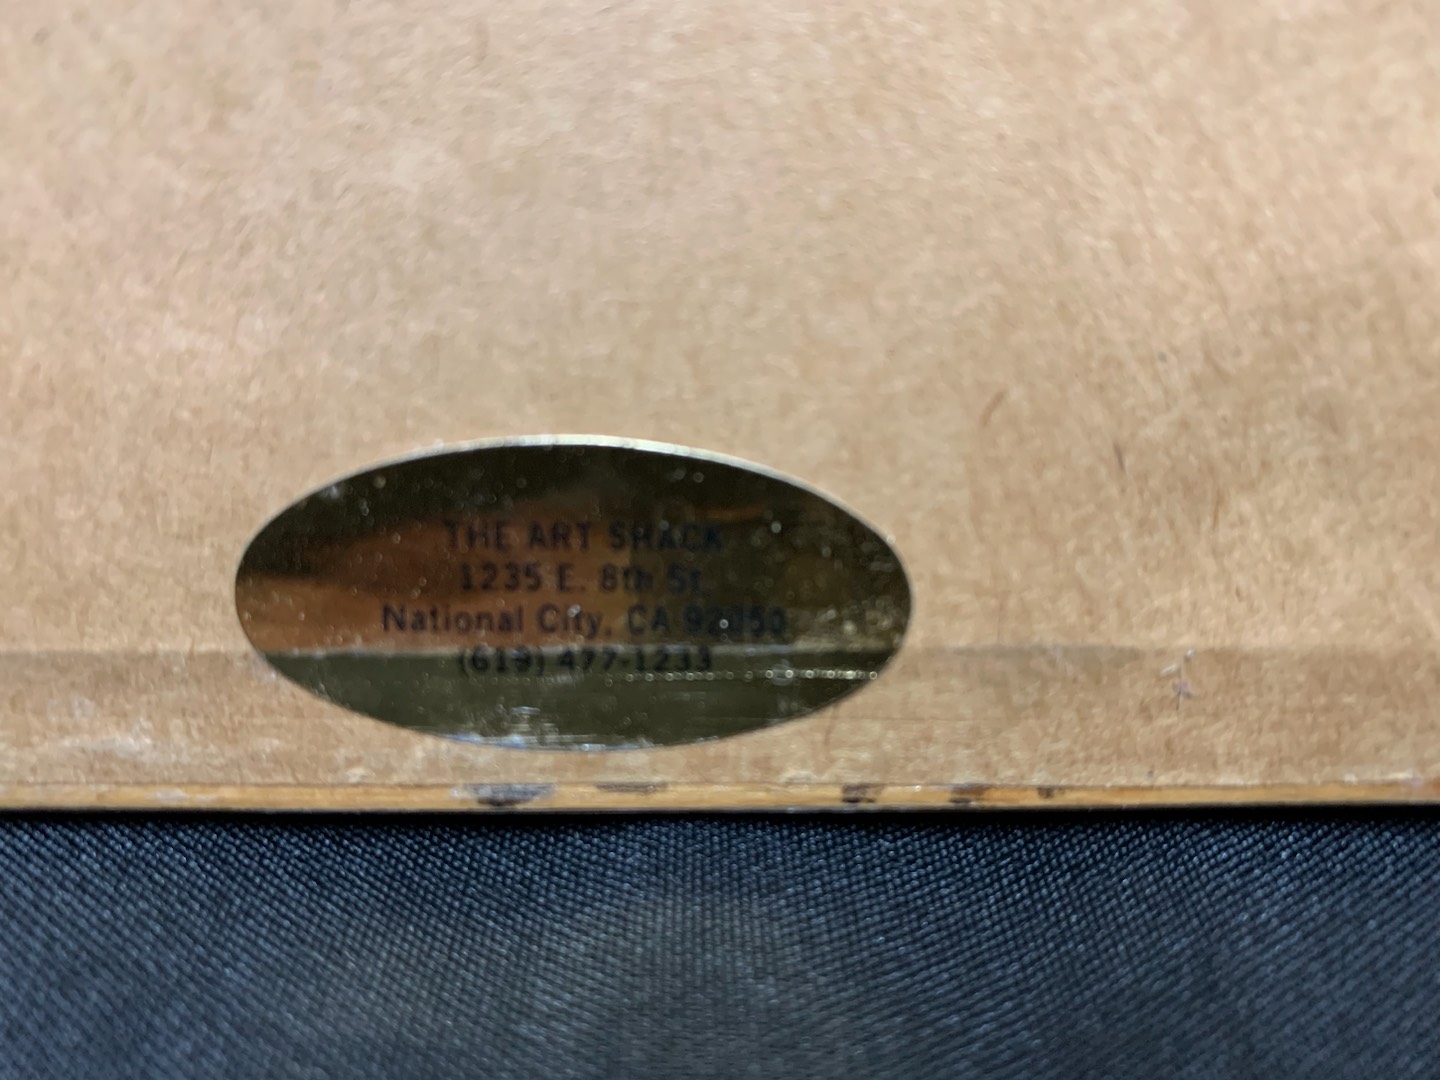 THE ART SHACK
1235 E. 8th St.
National City, CA 92050
(619) 477-1233